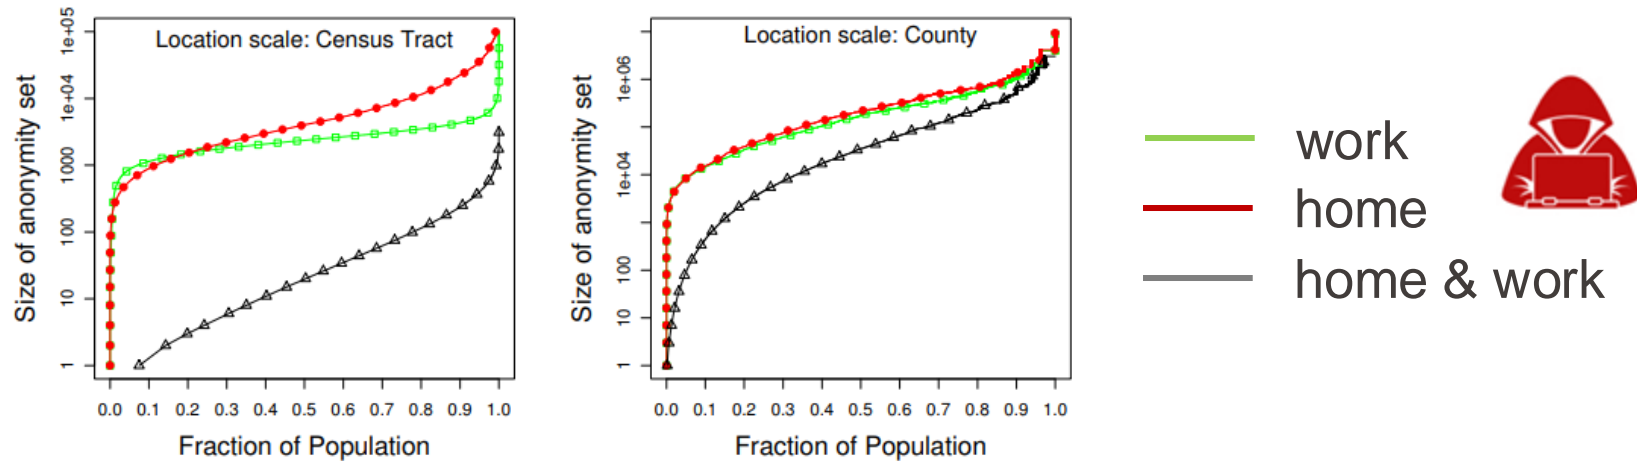 Location scale: Census Tract
Size of anonymity set
1e+05
1e+04
1000
100
10
1
0.0 0.1 0.2 0.3 0.4 0.5 0.6 0.7 0.8 0.9 1.0
Fraction of Population
Location scale: County
Size of anonymity set
1e+06
1e+04
100
10
1
0.0 0.1 0.2 0.3 0.4 0.5 0.6 0.7 0.8 0.9 1.0
Fraction of Population
work
home
home & work